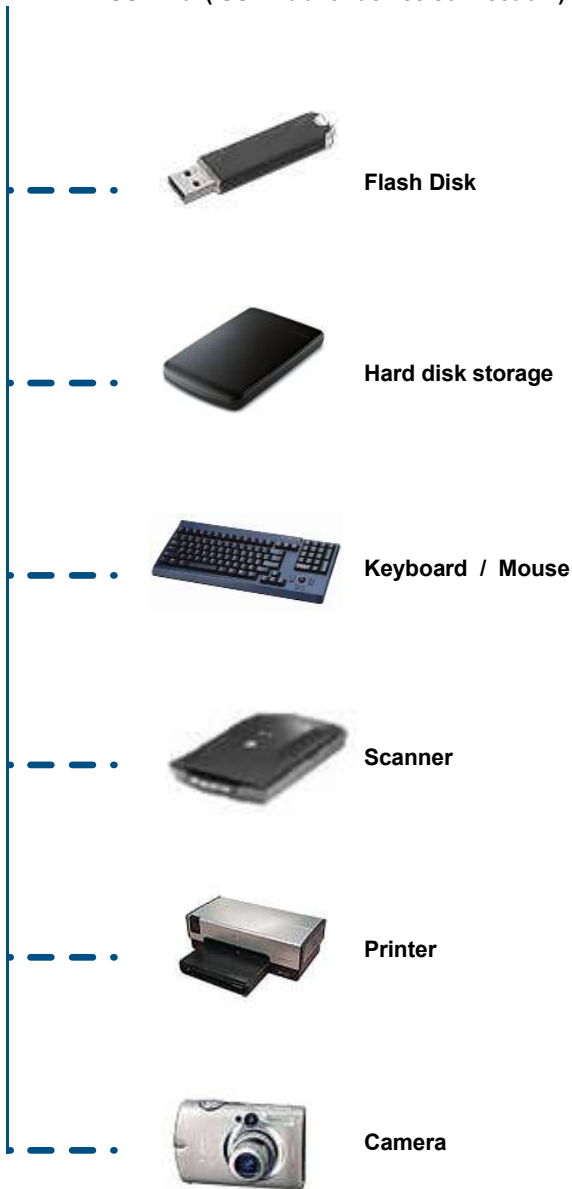 Flash Disk
Hard disk storage
Keyboard / Mouse
Scanner
Printer
Camera